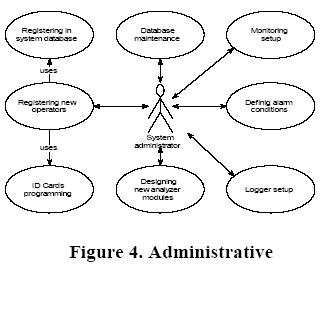 Registering in
system database
Database
maintenance
Monitoring
setup
uses
Registering new
operators
Definig alarm
conditions
System
administrator
uses
ID Cards
programming
Designing
new analyzer
modules
Logger setup
Figure 4. Administrative